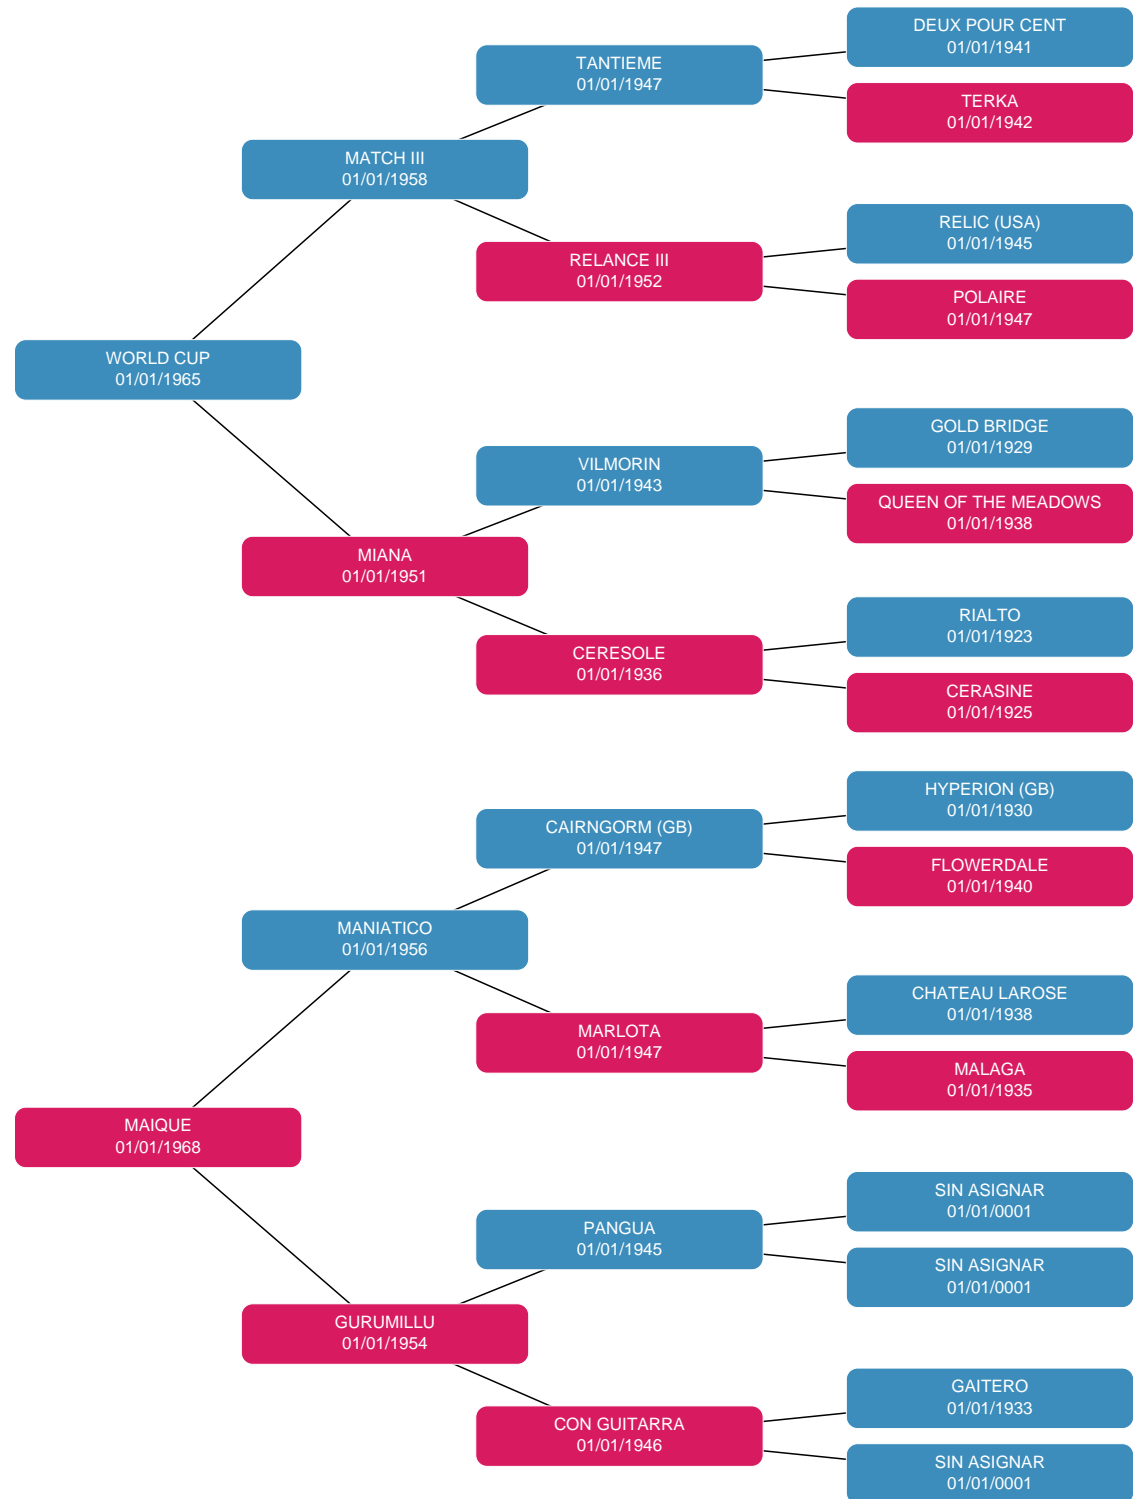 DEUX POUR CENT
01/01/1941
TANTIEME
01/01/1947
TERKA
01/01/1942
MATCH III
01/01/1958
RELIC (USA)
01/01/1945
RELANCE III
01/01/1952
POLAIRE
01/01/1947
WORLD CUP
01/01/1965
GOLD BRIDGE
01/01/1929
VILMORIN
01/01/1943
QUEEN OF THE MEADOWS
01/01/1938
MIANA
01/01/1951
RIALTO
01/01/1923
CERESOLE
01/01/1936
CERASINE
01/01/1925
HYPERION (GB)
01/01/1930
CAIRNGORM (GB)
01/01/1947
FLOWERDALE
01/01/1940
MANIATICO
01/01/1956
CHATEAU LAROSE
01/01/1938
MARLOTA
01/01/1947
MALAGA
01/01/1935
MAIQUE
01/01/1968
SIN ASIGNAR
01/01/0001
PANGUA
01/01/1945
SIN ASIGNAR
01/01/0001
GURUMILLU
01/01/1954
GAITERO
01/01/1933
CON GUITARRA
01/01/1946
SIN ASIGNAR
01/01/0001